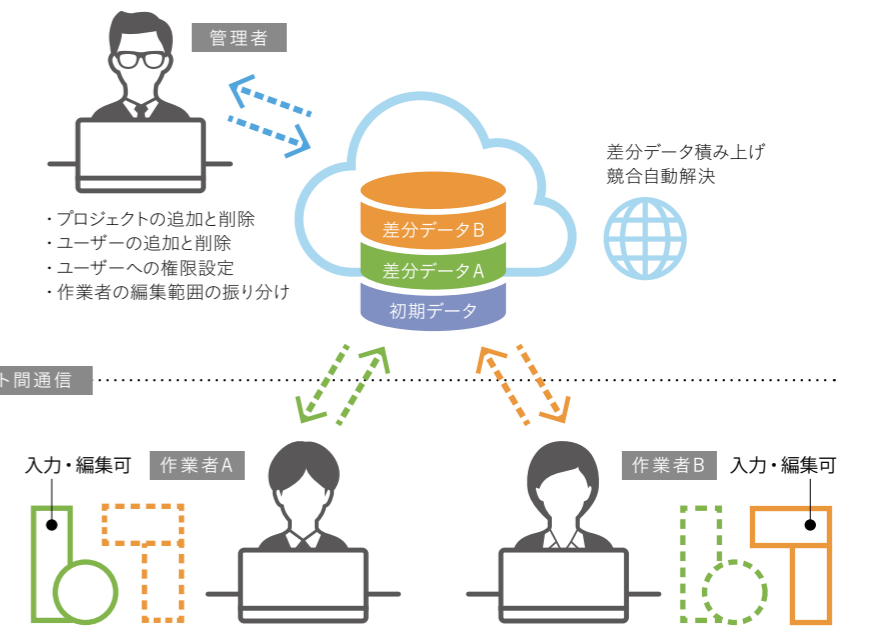 管理者
差分データ積み上げ
競合自動解決
・プロジェクトの追加と削除
・ユーザーの追加と削除
・ユーザーへの権限設定
・作業者の編集範囲の振り分け
差分データB
差分データA
初期データ
ト間通信
入力・編集可
作業者A
作業者B
入力・編集可